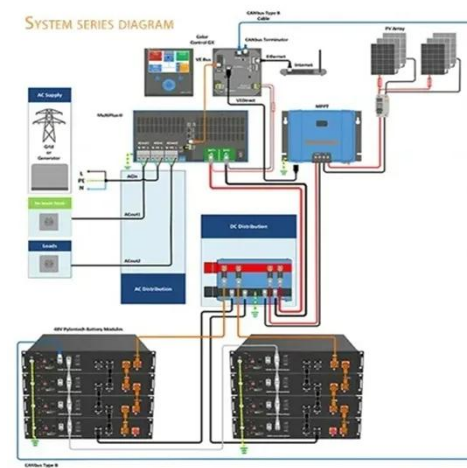 SYSTEM SERIES DIAGRAM
CANbus Type B
Cable
Color
Control GX
CANbus Terminator
VE Bus
Ethernet
Internet
PV Array
AC Supply
Grid
or
Generator
MultiPlus-II
VE.Direct
MPPT
L
PE
N
ACin
ACout1
Loads
ACout2
AC Distribution
DC Distribution
48V Pylontech Battery Modules
CANbus Type B